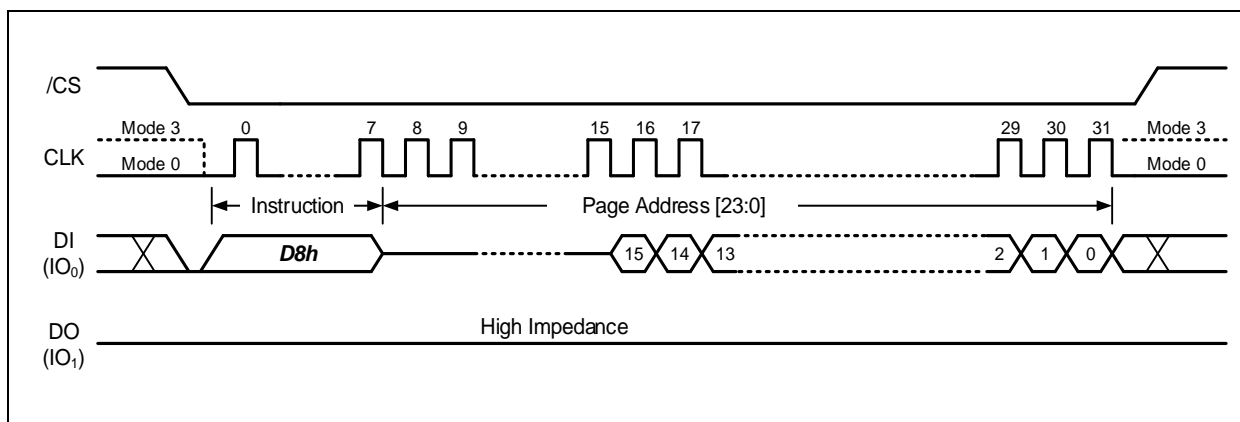 /CS
Mode 3 0 7 8 9 15 16 17 29 30 31 Mode 3
CLK
Mode 0 Mode 0
Instruction Page Address [23:0]
DI
(IO₀)
D8h 15 14 13 2 1 0
High Impedance
DO
(IO₁)